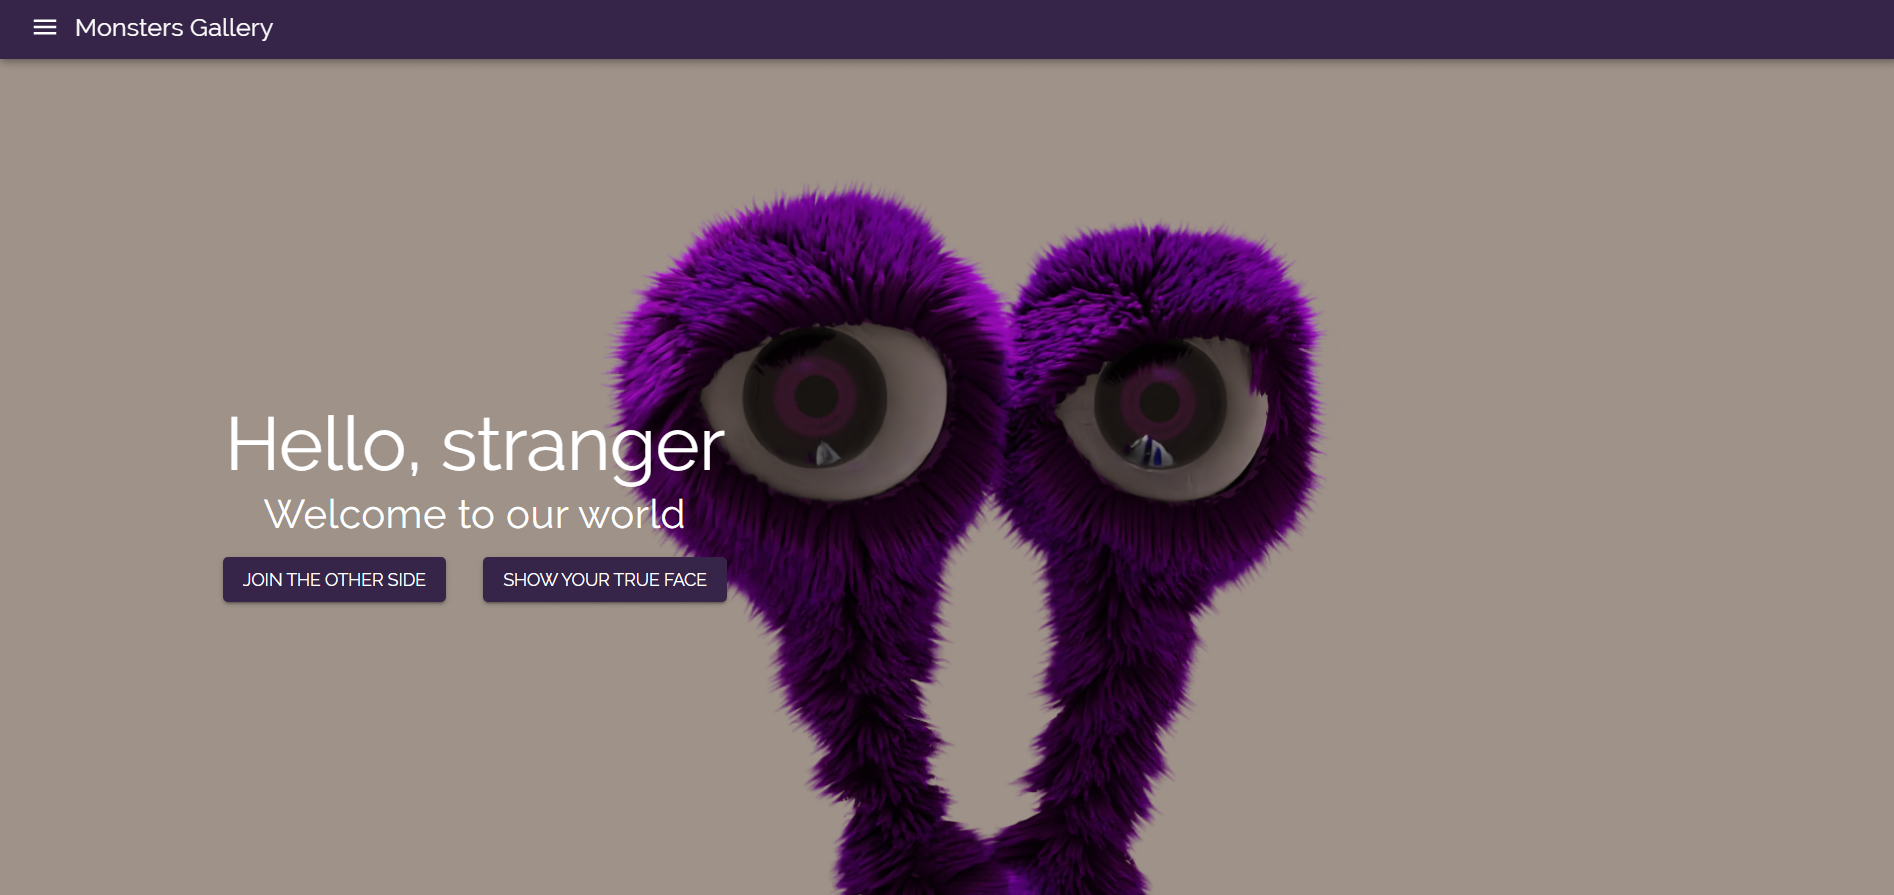 Monsters Gallery
Hello, stranger
Welcome to our world
JOIN THE OTHER SIDE
SHOW YOUR TRUE FACE